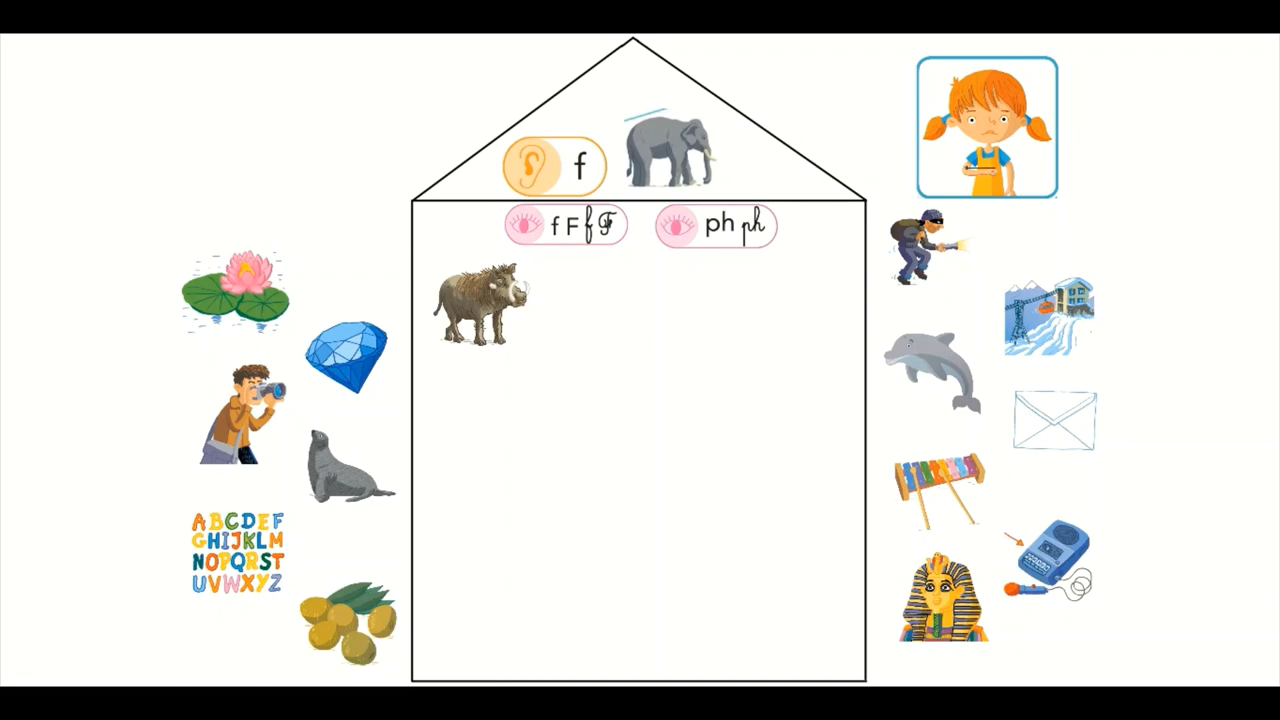 f
f F f F
ph ph
ABCDEF
GHIJKLM
NOPQRST
UVWXYZ